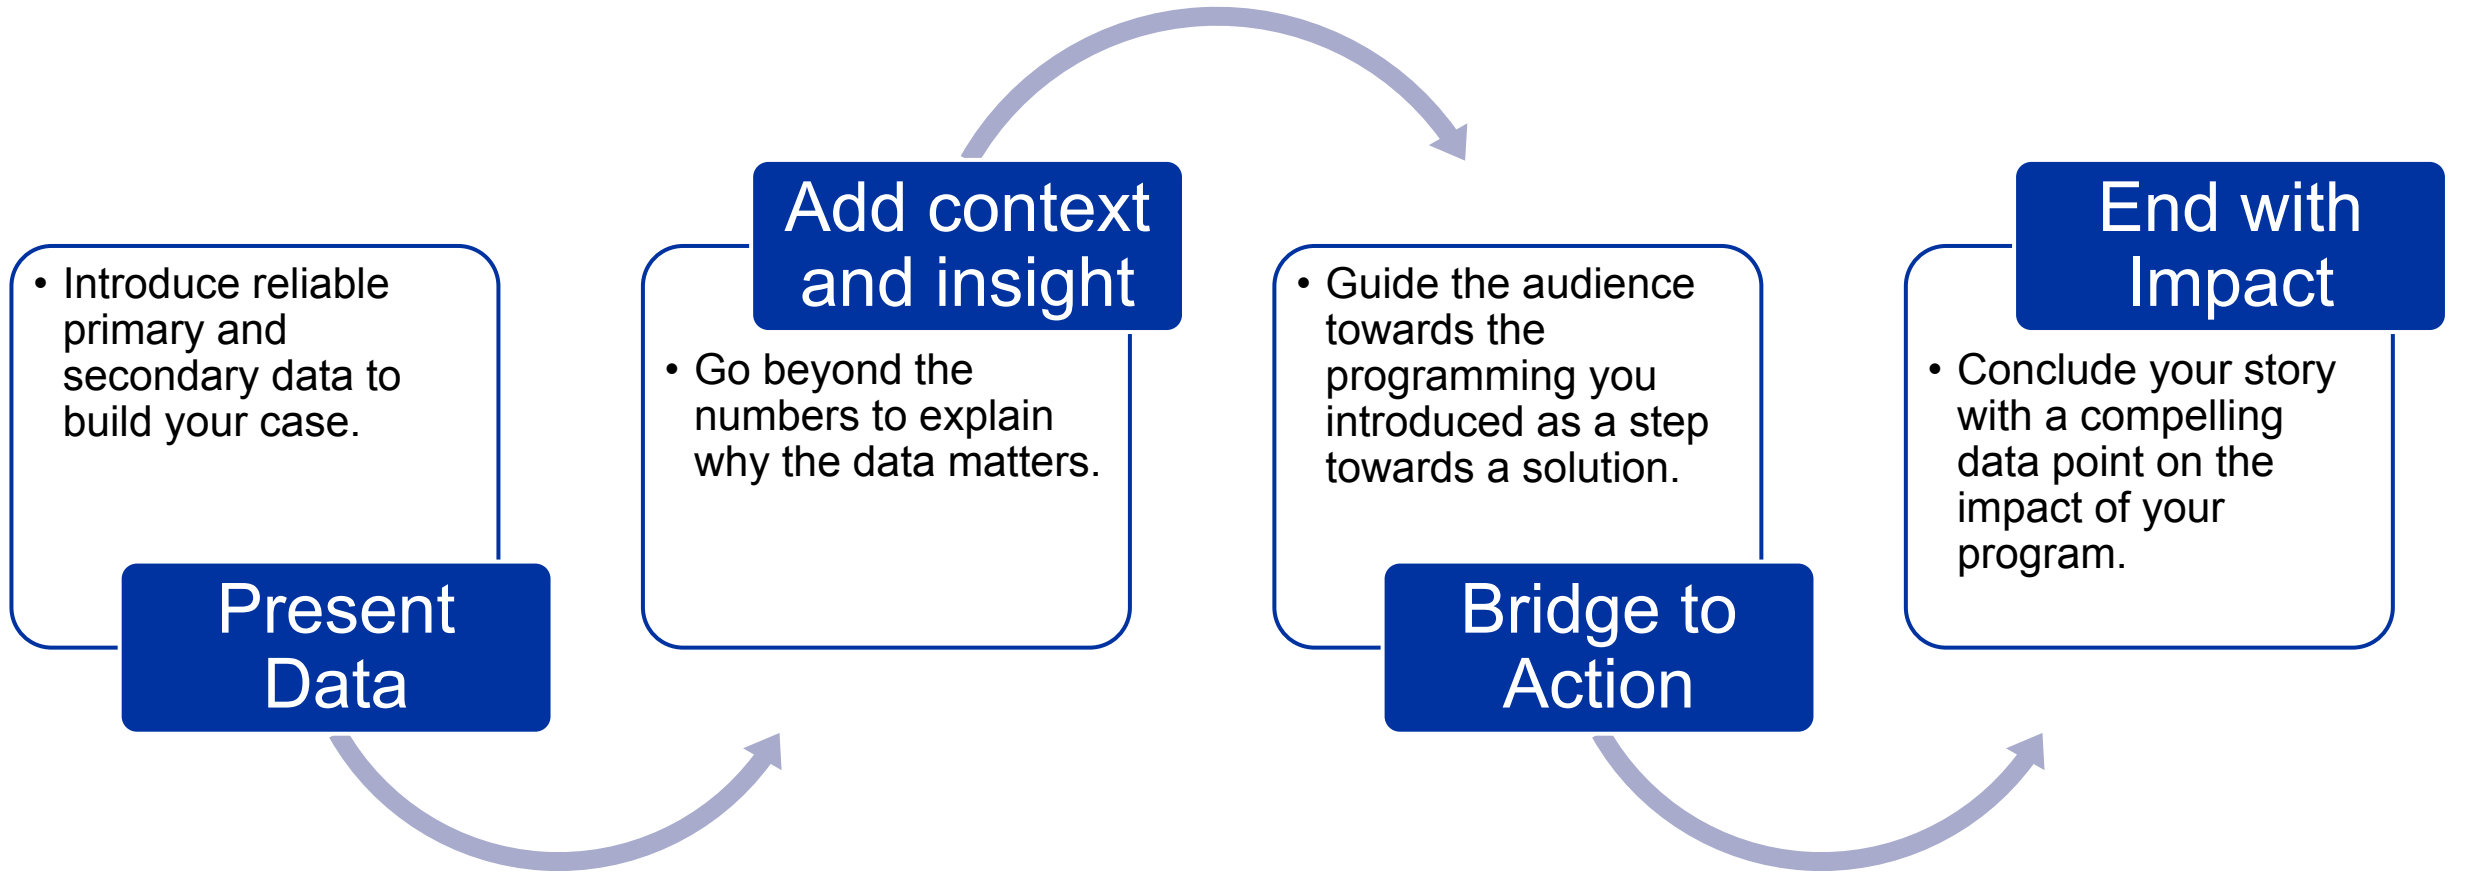 • Introduce reliable
primary and
secondary data to
build your case.
Present
Data
Add context
and insight
• Go beyond the
numbers to explain
why the data matters.
• Guide the audience
towards the
programming you
introduced as a step
towards a solution.
Bridge to
Action
End with
Impact
• Conclude your story
with a compelling
data point on the
impact of your
program.